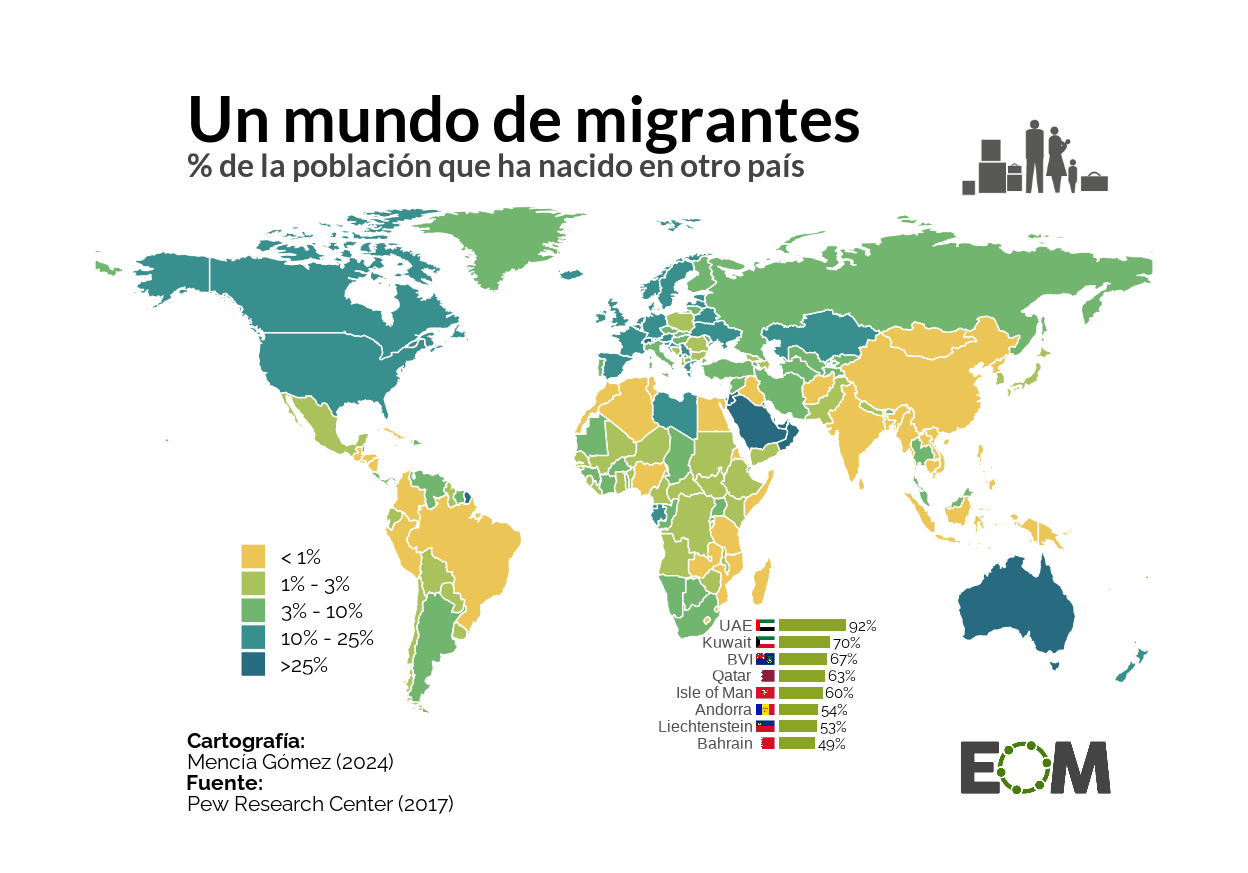 Un mundo de migrantes
% de la población que ha nacido en otro país
< 1%
1% - 3%
3% - 10%
10% - 25%
>25%
UAE 92%
Kuwait 70%
BVI 67%
Qatar 63%
Isle of Man 60%
Andorra 54%
Liechtenstein 53%
Bahrain 49%
Cartografía:
Mencía Gómez (2024)
Fuente:
Pew Research Center (2017)
EOM